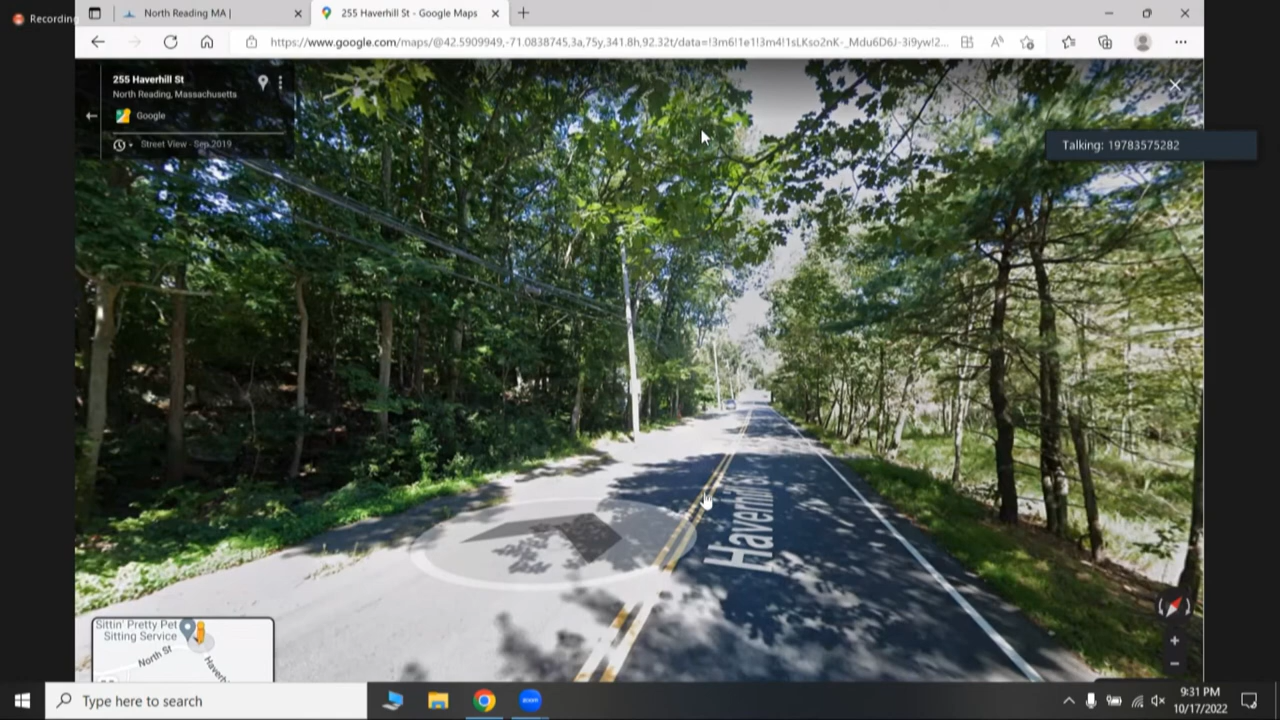 Recording
North Reading MA |
255 Haverhill St - Google Maps
https://www.google.com/maps/@42.5909949,-71.0838745,3a,75y,341.8h,92.32t/data=!3m6!1e1!3m4!1sLKso2nK-_Mdu6D6J-3i9yw!2...
255 Haverhill St
North Reading, Massachusetts
Google
Street View - Sep 2019
Talking: 19783575282
Haverhill St
Sittin' Pretty Pet
Sitting Service
North St
Haverh
Type here to search
zoom
9:31 PM
10/17/2022